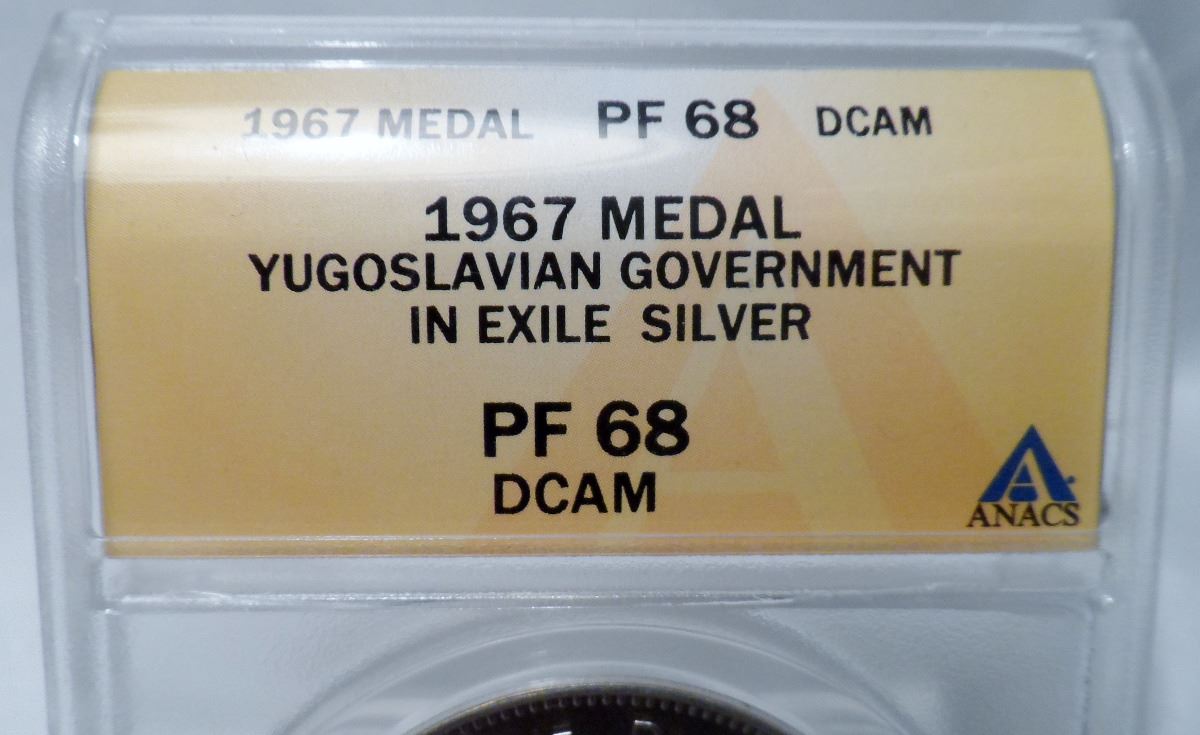 1967 MEDAL PF 68 DCAM
1967 MEDAL
YUGOSLAVIAN GOVERNMENT
IN EXILE SILVER
PF 68
DCAM
ANACS